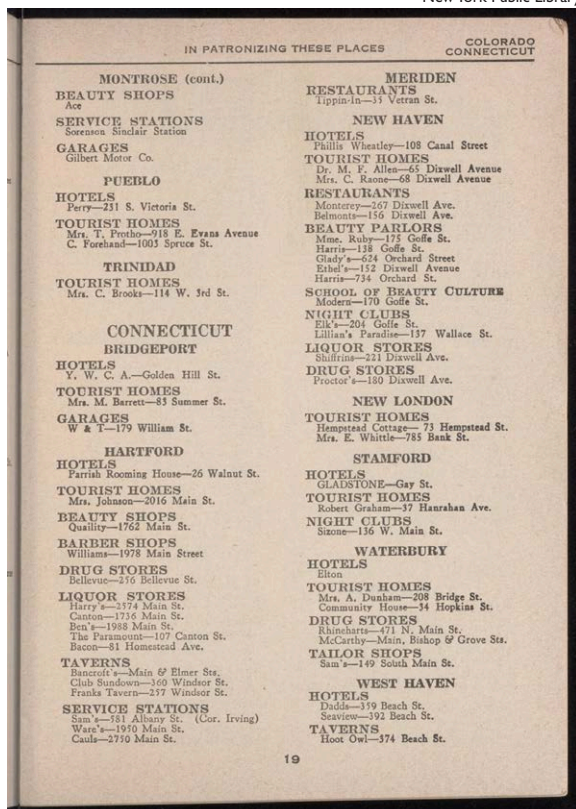 New York Public Library
IN PATRONIZING THESE PLACES
COLORADO
CONNECTICUT
MONTROSE (cont.)
BEAUTY SHOPS
Ace
SERVICE STATIONS
Sorenson Sinclair Station
GARAGES
Gilbert Motor Co.
PUEBLO
HOTELS
Perry—231 S. Victoria St.
TOURIST HOMES
Mrs. T. Protho—918 E. Evans Avenue
C. Forehand—1003 Spruce St.
TRINIDAD
TOURIST HOMES
Mrs. C. Brooks—114 W. 3rd St.
CONNECTICUT
BRIDGEPORT
HOTELS
Y. W. C. A.—Golden Hill St.
TOURIST HOMES
Mrs. M. Barrett—83 Summer St.
GARAGES
W & T—179 William St.
HARTFORD
HOTELS
Parrish Rooming House—26 Walnut St.
TOURIST HOMES
Mrs. Johnson—2016 Main St.
BEAUTY SHOPS
Quaility—1762 Main St.
BARBER SHOPS
Williams—1978 Main Street
DRUG STORES
Bellevue—256 Bellevue St.
LIQUOR STORES
Harry's—2574 Main St.
Canton—1736 Main St.
Ben's—1988 Main St.
The Paramount—107 Canton St.
Bacon—81 Homestead Ave.
TAVERNS
Bancroft's—Main & Elmer Sts.
Club Sundown—360 Windsor St.
Franks Tavern—257 Windsor St.
SERVICE STATIONS
Sam's—581 Albany St. (Cor. Irving)
Ware's—1950 Main St.
Cauls—2750 Main St.
MERIDEN
RESTAURANTS
Tippin-In—35 Vetran St.
NEW HAVEN
HOTELS
Phillis Wheatley—108 Canal Street
TOURIST HOMES
Dr. M. F. Allen—65 Dixwell Avenue
Mrs. C. Raone—68 Dixwell Avenue
RESTAURANTS
Monterey—267 Dixwell Ave.
Belmonts—156 Dixwell Ave.
BEAUTY PARLORS
Mme. Ruby—175 Goffe St.
Harris—138 Goffe St.
Glady's—624 Orchard Street
Ethel's—152 Dixwell Avenue
Harris—734 Orchard St.
SCHOOL OF BEAUTY CULTURE
Modern—170 Goffe St.
NIGHT CLUBS
Elk's—204 Goffe St.
Lillian's Paradise—137 Wallace St.
LIQUOR STORES
Shiffrins—221 Dixwell Ave.
DRUG STORES
Proctor's—180 Dixwell Ave.
NEW LONDON
TOURIST HOMES
Hempstead Cottage— 73 Hempstead St.
Mrs. E. Whittle—785 Bank St.
STAMFORD
HOTELS
GLADSTONE—Gay St.
TOURIST HOMES
Robert Graham—37 Hanrahan Ave.
NIGHT CLUBS
Sizone—136 W. Main St.
WATERBURY
HOTELS
Elton
TOURIST HOMES
Mrs. A. Dunham—208 Bridge St.
Community House—34 Hopkins St.
DRUG STORES
Rhineharts—471 N. Main St.
McCarthy—Main, Bishop & Grove Sts.
TAILOR SHOPS
Sam's—149 South Main St.
WEST HAVEN
HOTELS
Dadds—359 Beach St.
Seaview—392 Beach St.
TAVERNS
Hoot Owl—374 Beach St.
19